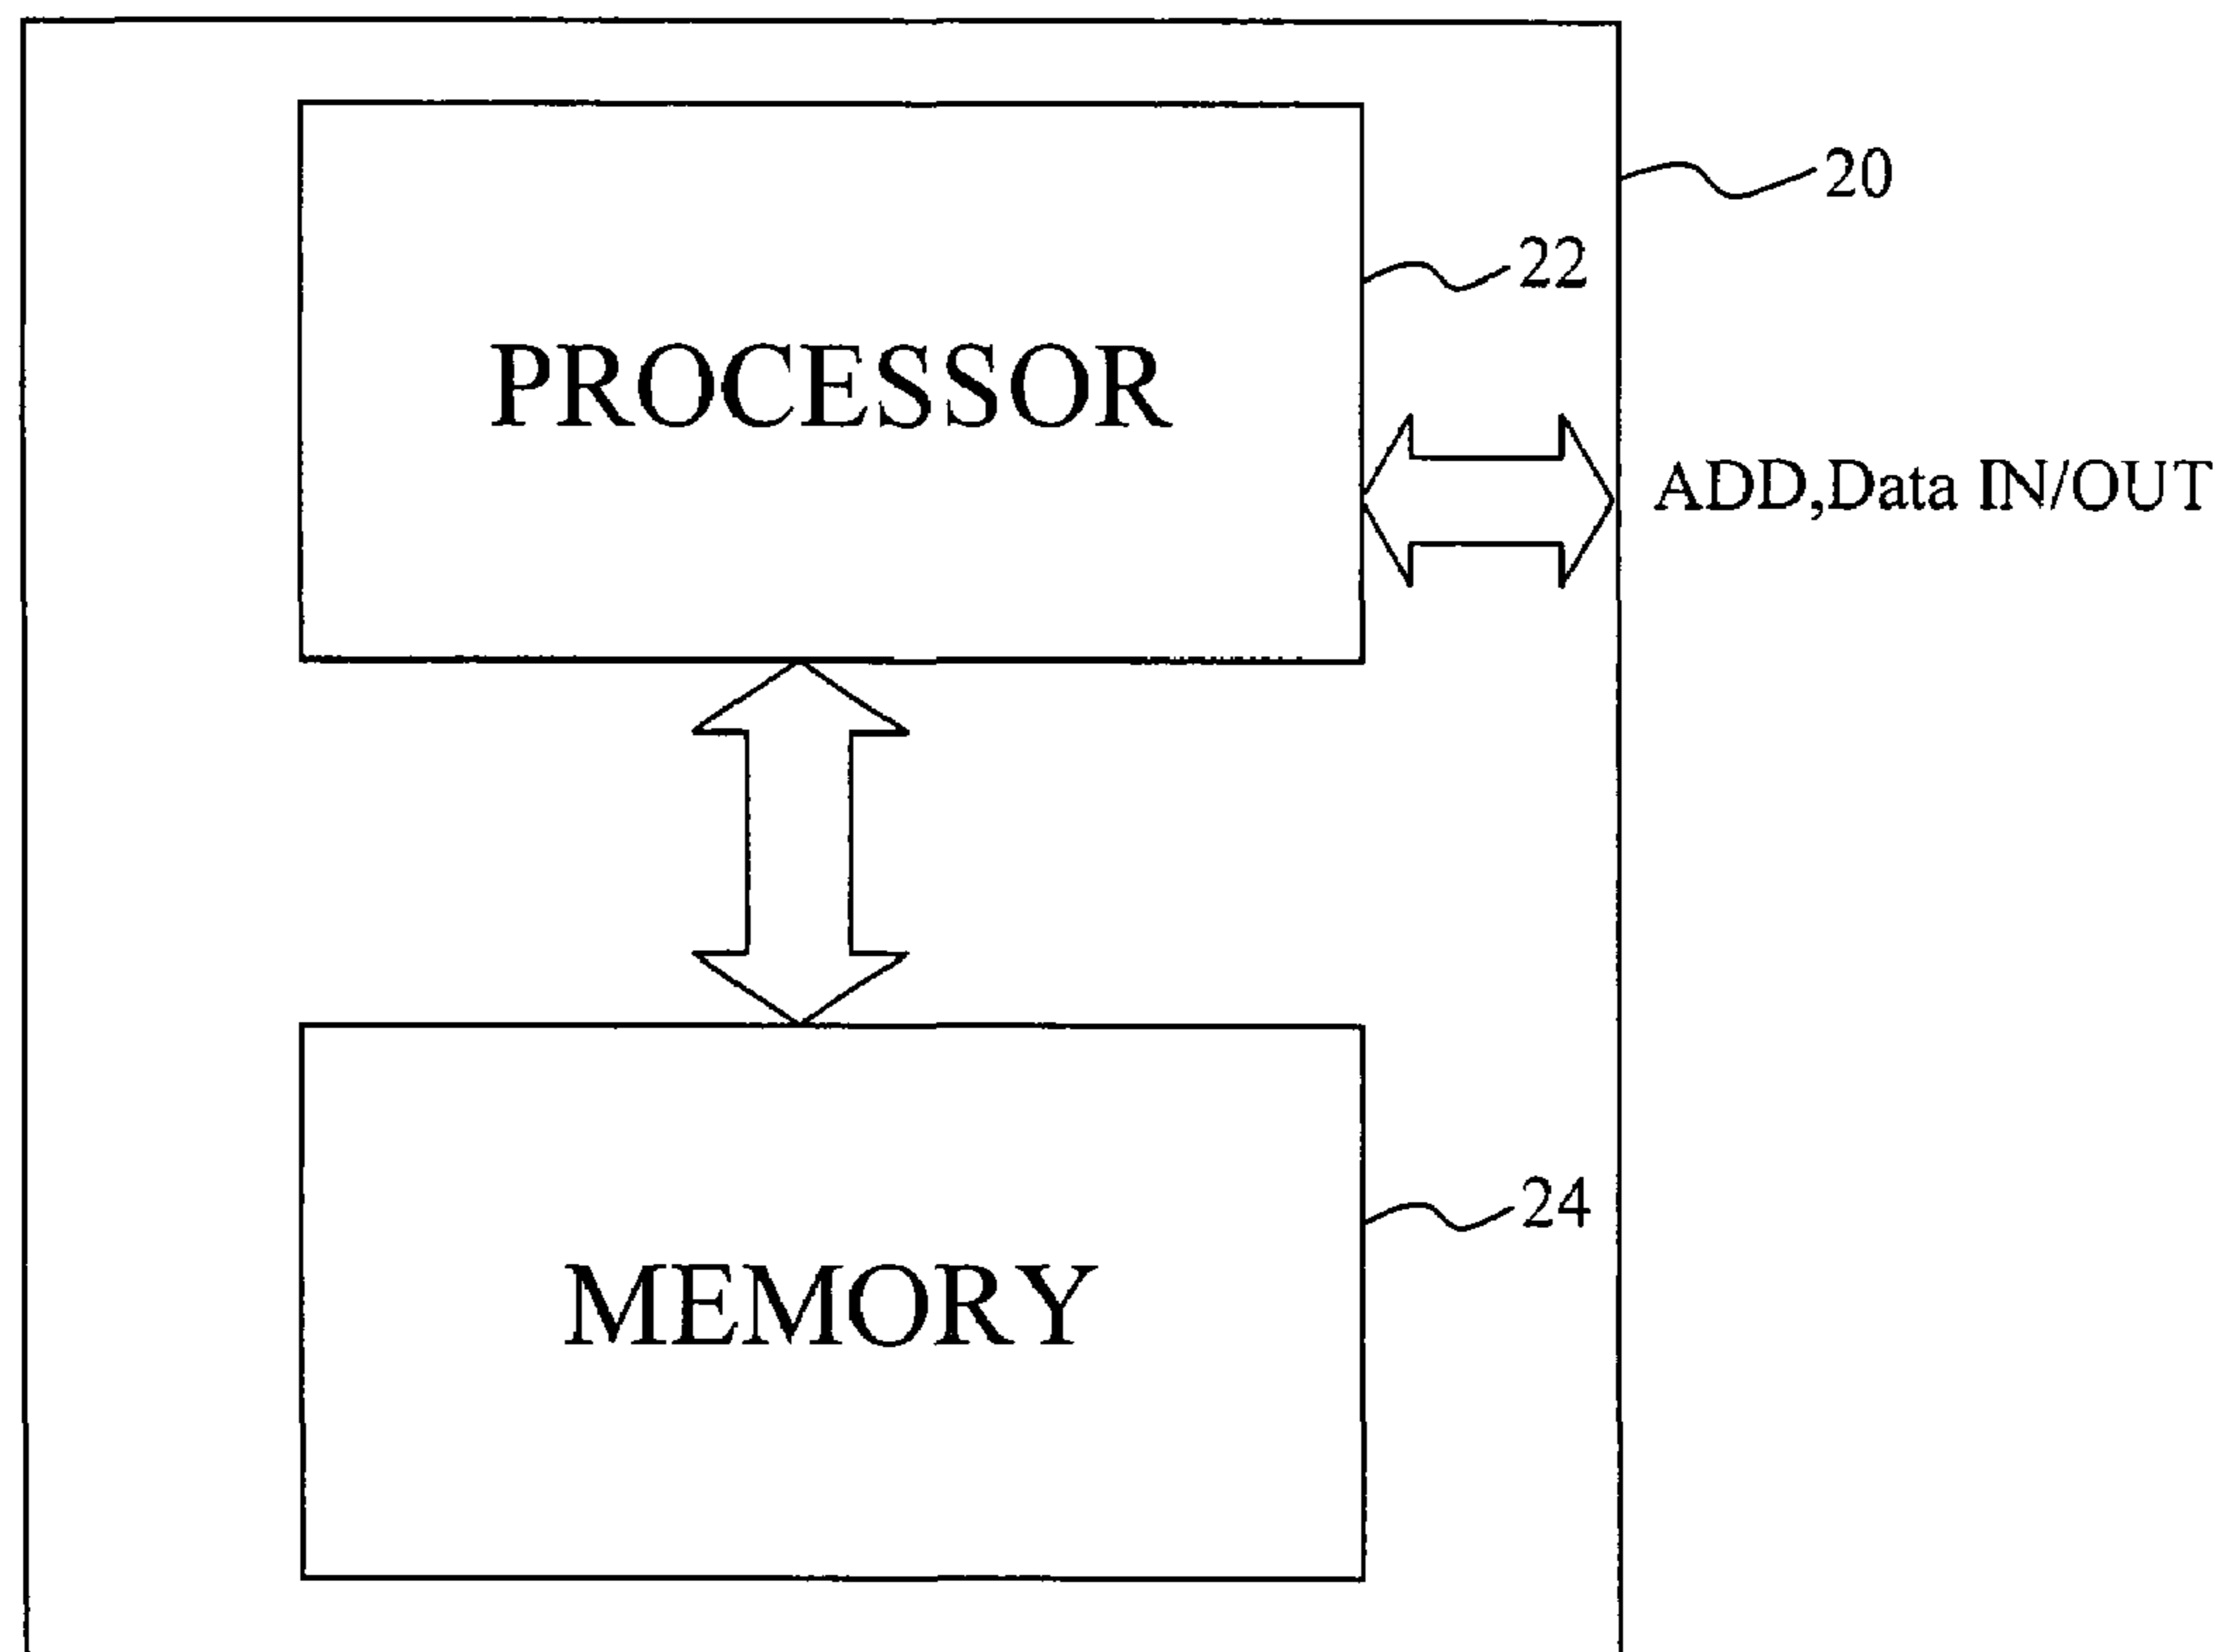 20
22
PROCESSOR
ADD,Data IN/OUT
24
MEMORY